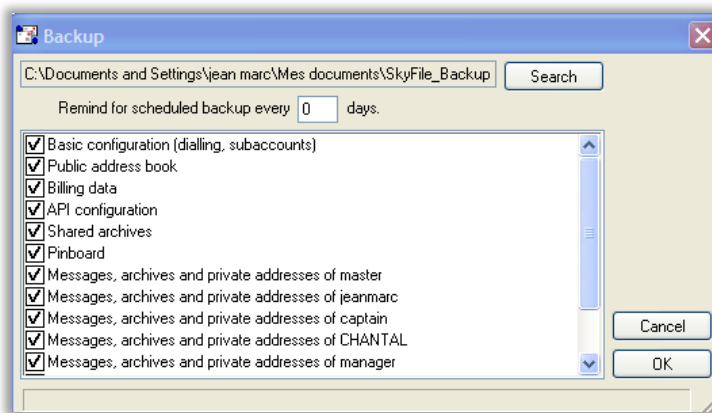 Backup
C:\Documents and Settings\jean marc\Mes documents\SkyFile_Backup Search
Remind for scheduled backup every 0 days.
Basic configuration (dialling, subaccounts)
Public address book
Billing data
API configuration
Shared archives
Pinboard
Messages, archives and private addresses of master
Messages, archives and private addresses of jeanmarc
Messages, archives and private addresses of captain
Messages, archives and private addresses of CHANTAL
Messages, archives and private addresses of manager
Cancel
OK